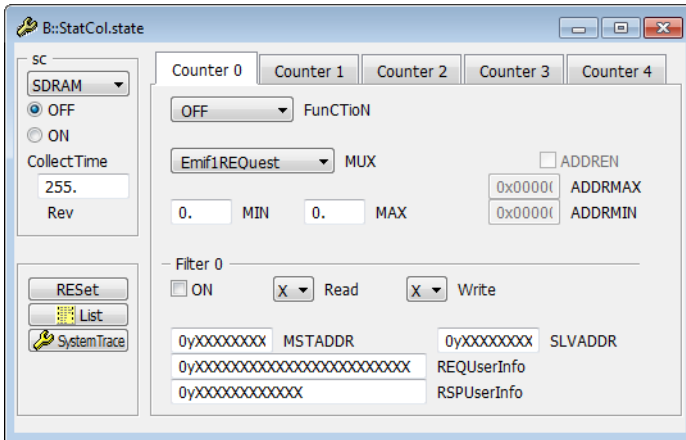 B::StatCol.state
sc
SDRAM
OFF
ON
CollectTime
255.
Rev
RESet
List
SystemTrace
Counter 0 Counter 1 Counter 2 Counter 3 Counter 4
OFF FunCTioN
Emif1REQuest MUX ADDREN
0x0000( ADDRMAX
0. MIN 0. MAX 0x0000( ADDRMIN
Filter 0
ON X Read X Write
0yXXXXXXXX MSTADDR 0yXXXXXXXX SLVADDR
0yXXXXXXXXXXXXXXXXXXXXXXXX REQUserInfo
0yXXXXXXXXXXXX RSPUserInfo